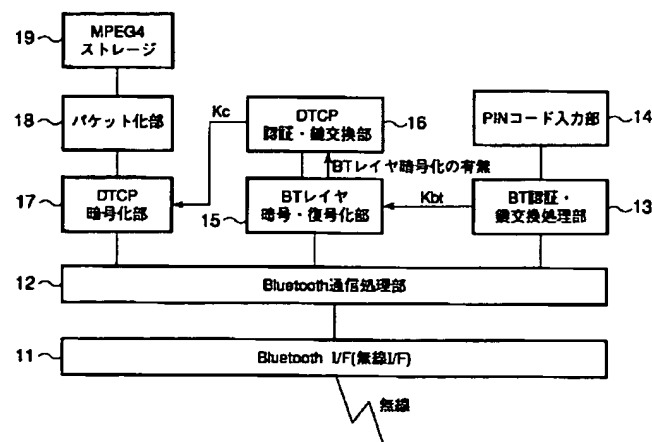 19
MPEG4
ストレージ
18
パケット化部
Kc
DTCP
認証・鍵交換部
16
PINコード入力部
14
BTレイヤ暗号化の有無
17
DTCP
暗号化部
15
BTレイヤ
暗号・復号化部
Kbt
BT認証・
鍵交換処理部
13
12
Bluetooth通信処理部
11
Bluetooth I/F(無線I/F)
無線